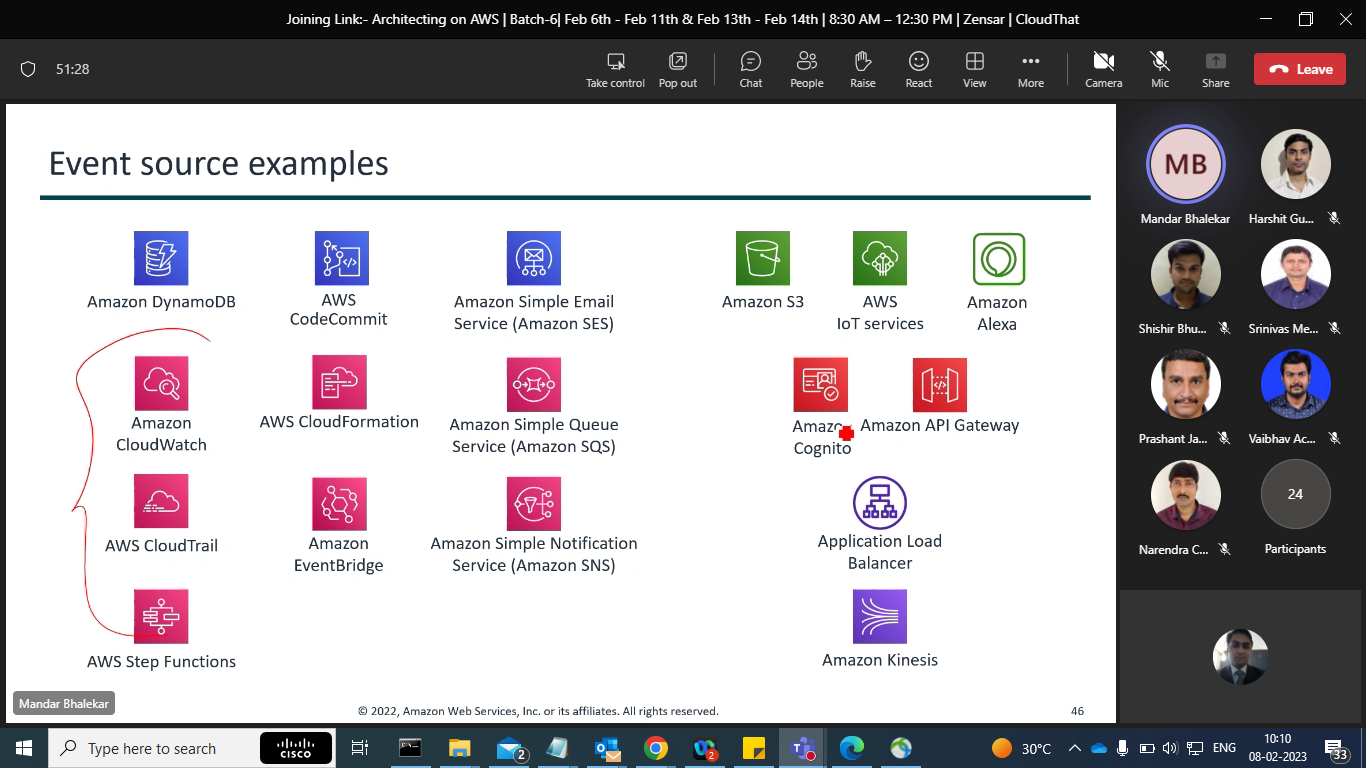 Joining Link:- Architecting on AWS | Batch-6| Feb 6th - Feb 11th & Feb 13th - Feb 14th | 8:30 AM – 12:30 PM | Zensar | CloudThat
51:28
Take control
Pop out
Chat
People
Raise
React
View
More
Camera
Mic
Share
Leave
Event source examples
Amazon DynamoDB
AWS
CodeCommit
Amazon Simple Email
Service (Amazon SES)
Amazon S3
AWS
IoT services
Amazon
Alexa
Amazon
CloudWatch
AWS CloudFormation
Amazon Simple Queue
Service (Amazon SQS)
Amazon
Cognito
Amazon API Gateway
AWS CloudTrail
Amazon
EventBridge
Amazon Simple Notification
Service (Amazon SNS)
Application Load
Balancer
AWS Step Functions
Amazon Kinesis
Mandar Bhalekar
© 2022, Amazon Web Services, Inc. or its affiliates. All rights reserved.
46
MB
Mandar Bhalekar
Harshit Gu...
Shishir Bhu...
Srinivas Me...
Prashant Ja...
Vaibhav Ac...
Narendra C...
24
Participants
Type here to search
CISCO
2
2
30°C
ENG
10:10
08-02-2023
33